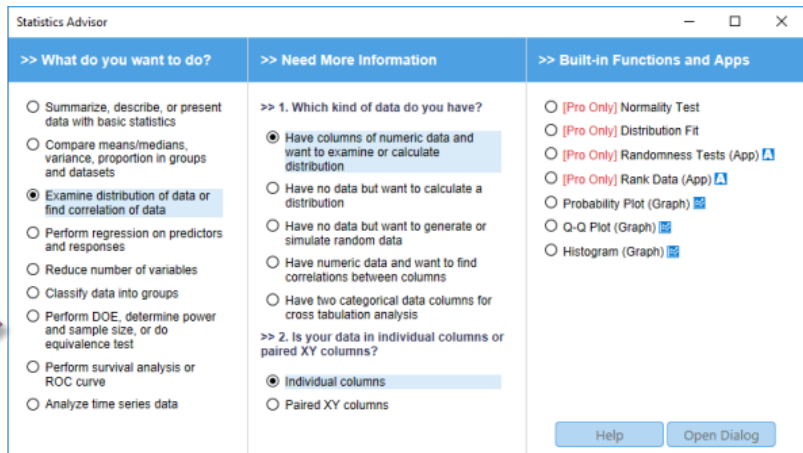 Statistics Advisor
>> What do you want to do?
Summarize, describe, or present
data with basic statistics
Compare means/medians,
variance, proportion in groups
and datasets
Examine distribution of data or
find correlation of data
Perform regression on predictors
and responses
Reduce number of variables
Classify data into groups
Perform DOE, determine power
and sample size, or do
equivalence test
Perform survival analysis or
ROC curve
Analyze time series data
>> Need More Information
>> 1. Which kind of data do you have?
Have columns of numeric data and
want to examine or calculate
distribution
Have no data but want to calculate a
distribution
Have no data but want to generate or
simulate random data
Have numeric data and want to find
correlations between columns
Have two categorical data columns for
cross tabulation analysis
>> 2. Is your data in individual columns or
paired XY columns?
Individual columns
Paired XY columns
>> Built-in Functions and Apps
[Pro Only] Normality Test
[Pro Only] Distribution Fit
[Pro Only] Randomness Tests (App)
[Pro Only] Rank Data (App)
Probability Plot (Graph)
Q-Q Plot (Graph)
Histogram (Graph)
Help
Open Dialog